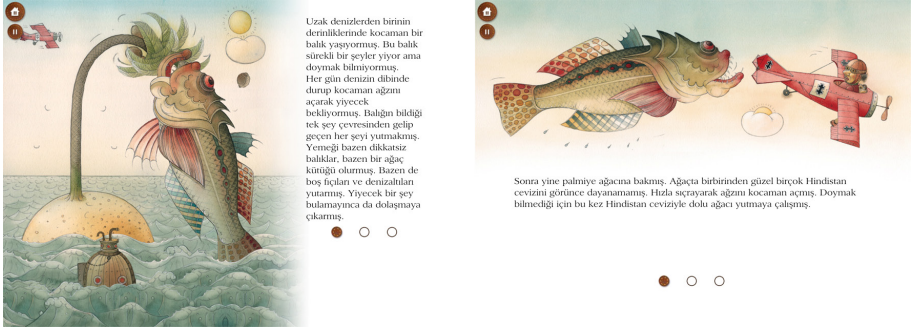 Uzak denizlerden birinin
derinliklerinde kocaman bir
balık yaşıyormuş. Bu balık
sürekli bir şeyler yiyor ama
doymak bilmiyormuş.
Her gün denizin dibinde
durup kocaman ağzını
açarak yiyecek
bekliyormuş. Balığın bildiği
tek şey çevresinden gelip
geçen her şeyi yutmakmış.
Yemeği bazen dikkatsiz
balıklar, bazen bir ağaç
kütüğü olurmuş. Bazen de
boş fıçıları ve denizaltıları
yutarmış. Yiyecek bir şey
bulamayınca da dolaşmaya
çıkarmış.
Sonra yine palmiye ağacına bakmış. Ağaçta birbirinden güzel birçok Hindistan
cevizini görünce dayanamamış. Hızla sıçrayarak ağzını kocaman açmış. Doymak
bilmediği için bu kez Hindistan ceviziyle dolu ağacı yutmaya çalışmış.